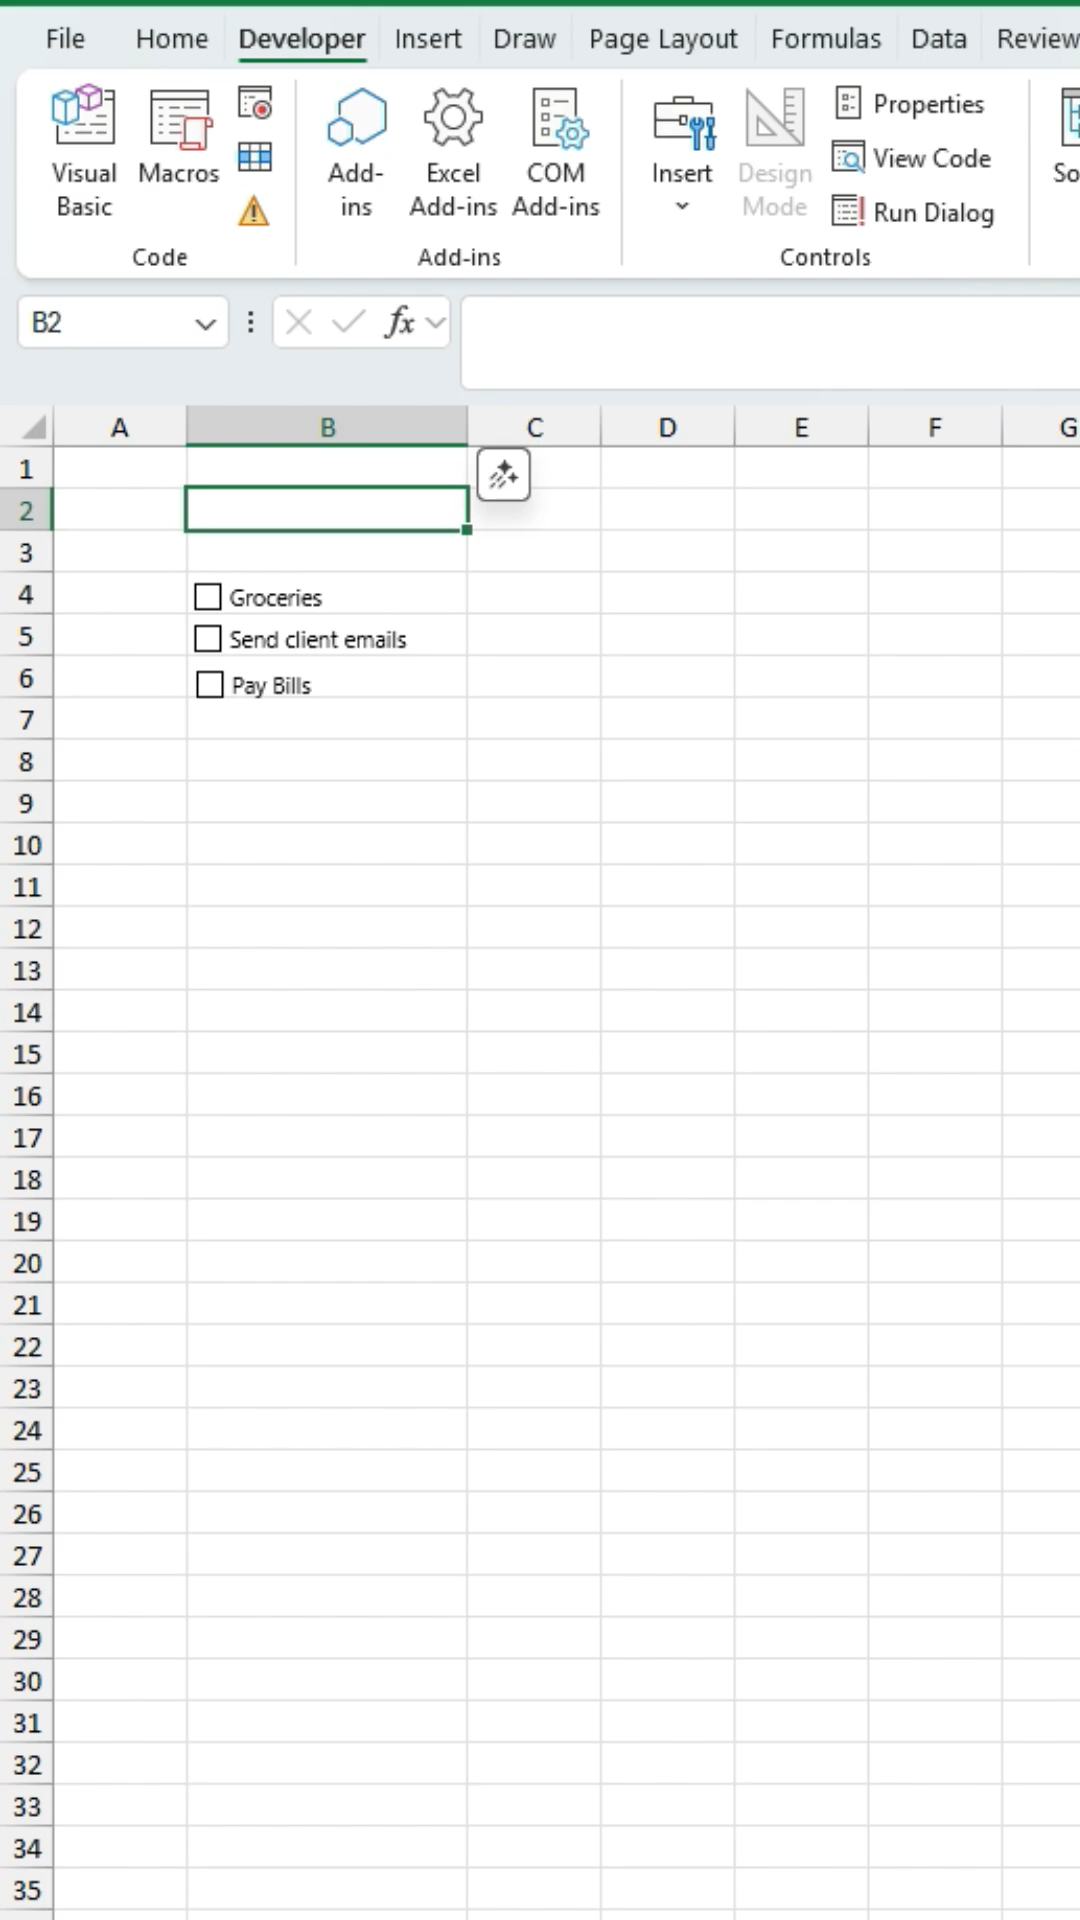 File Home Developer Insert Draw Page Layout Formulas Data Review
Visual Basic
Macros
Add-ins
Excel Add-ins
COM Add-ins
Insert
Design Mode
Properties
View Code
Run Dialog
Code
Add-ins
Controls
B2
fx
A B C D E F G
1
2
3
4 Groceries
5 Send client emails
6 Pay Bills
7
8
9
10
11
12
13
14
15
16
17
18
19
20
21
22
23
24
25
26
27
28
29
30
31
32
33
34
35